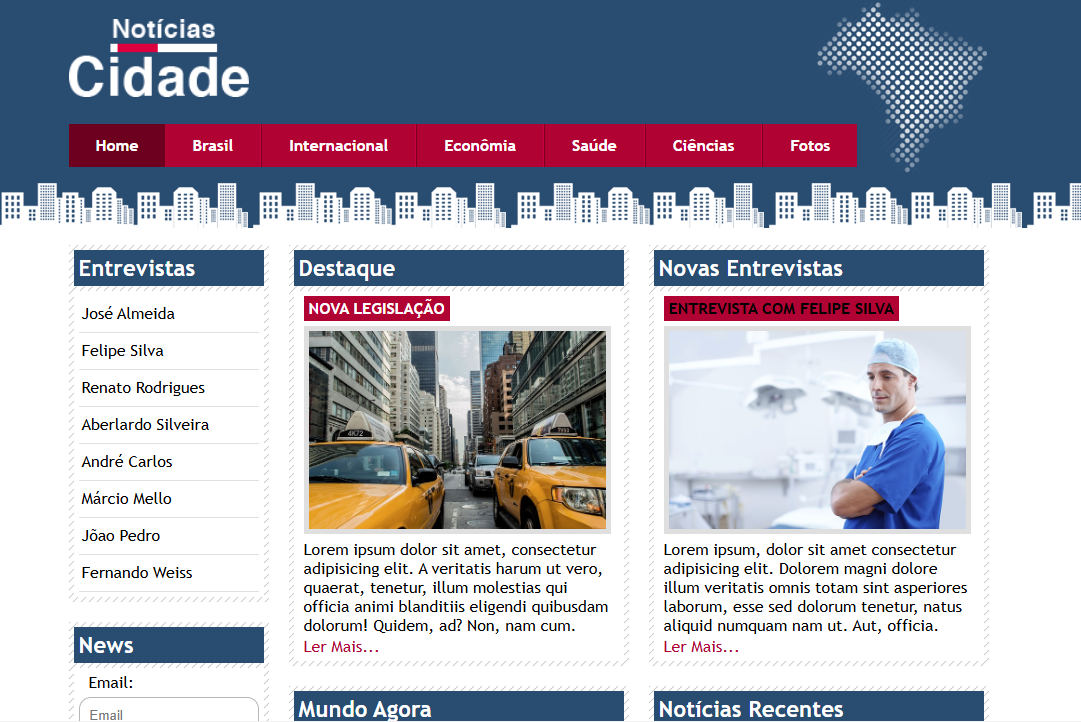 Notícias
Cidade
Home Brasil Internacional Econômia Saúde Ciências Fotos
Entrevistas
José Almeida
Felipe Silva
Renato Rodrigues
Aberlardo Silveira
André Carlos
Márcio Mello
Jõao Pedro
Fernando Weiss
News
Email:
Email
Destaque
NOVA LEGISLAÇÃO
4K72
Lorem ipsum dolor sit amet, consectetur
adipisicing elit. A veritatis harum ut vero,
quaerat, tenetur, illum molestias qui
officia animi blanditiis eligendi quibusdam
dolorum! Quidem, ad? Non, nam cum.
Ler Mais...
Mundo Agora
Novas Entrevistas
ENTREVISTA COM FELIPE SILVA
Lorem ipsum, dolor sit amet consectetur
adipisicing elit. Dolorem magni dolore
illum veritatis omnis totam sint asperiores
laborum, esse sed dolorum tenetur, natus
aliquid numquam nam ut. Aut, officia.
Ler Mais...
Notícias Recentes